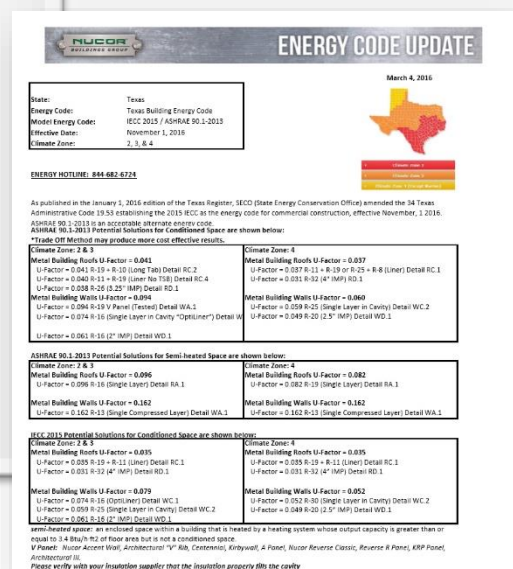 NUCOR
BUILDINGS GROUP
ENERGY CODE UPDATE
March 4, 2016
State: Texas
Energy Code: Texas Building Energy Code
Model Energy Code: IECC 2015 / ASHRAE 90.1-2013
Effective Date: November 1, 2016
Climate Zone: 2, 3, & 4
Climate Zone 2
Climate Zone 3
Climate Zone 4
ENERGY HOTLINE: 844-682-6724
As published in the January 1, 2016 edition of the Texas Register, SECO (State Energy Conservation Office) amended the 34 Texas
Administrative Code 19.53 establishing the 2015 IECC as the energy code for commercial construction, effective November, 1 2016.
ASHRAE 90.1-2013 is an acceptable alternate energy code.
ASHRAE 90.1-2013 Potential Solutions for Conditioned Space are shown below:
*Trade Off Method may produce more cost effective results.
Climate Zone: 2 & 3
Metal Building Roofs U-Factor = 0.041
U-Factor = 0.041 R-19 + R-10 (Long Tab) Detail RC.2
U-Factor = 0.040 R-11 + R-19 (Liner No TSB) Detail RC.4
U-Factor = 0.038 R-26 (3.25" IMP) Detail RD.1
Metal Building Walls U-Factor = 0.094
U-Factor = 0.094 R-19 V Panel (Tested) Detail WA.1
U-Factor = 0.074 R-16 (Single Layer in Cavity "OptiLiner") Detail W
U-Factor = 0.061 R-16 (2" IMP) Detail WD.1
Climate Zone: 4
Metal Building Roofs U-Factor = 0.037
U-Factor = 0.037 R-11 + R-19 or R-25 + R-8 (Liner) Detail RC.1
U-Factor = 0.031 R-32 (4" IMP) RD.1
Metal Building Walls U-Factor = 0.060
U-Factor = 0.059 R-25 (Single Layer in Cavity) Detail WC.2
U-Factor = 0.049 R-20 (2.5" IMP) Detail WD.1
ASHRAE 90.1-2013 Potential Solutions for Semi-heated Space are shown below:
Climate Zone: 2 & 3
Metal Building Roofs U-Factor = 0.096
U-Factor = 0.096 R-16 (Single Layer) Detail RA.1
Metal Building Walls U-Factor = 0.162
U-Factor = 0.162 R-13 (Single Compressed Layer) Detail WA.1
Climate Zone: 4
Metal Building Roofs U-Factor = 0.082
U-Factor = 0.082 R-19 (Single Layer) Detail RA.1
Metal Building Walls U-Factor = 0.162
U-Factor = 0.162 R-13 (Single Compressed Layer) Detail WA.1
IECC 2015 Potential Solutions for Conditioned Space are shown below:
Climate Zone: 2 & 3
Metal Building Roofs U-Factor = 0.035
U-Factor = 0.035 R-19 + R-11 (Liner) Detail RC.1
U-Factor = 0.031 R-32 (4" IMP) Detail RD.1
Metal Building Walls U-Factor = 0.079
U-Factor = 0.074 R-16 (OptiLiner) Detail WC.1
U-Factor = 0.059 R-25 (Single Layer in Cavity) Detail WC.2
U-Factor = 0.061 R-16 (2" IMP) Detail WD.1
Climate Zone: 4
Metal Building Roofs U-Factor = 0.035
U-Factor = 0.035 R-19 + R-11 (Liner) Detail RC.1
U-Factor = 0.031 R-32 (4" IMP) Detail RD.1
Metal Building Walls U-Factor = 0.052
U-Factor = 0.052 R-30 (Single Layer in Cavity) Detail WC.2
U-Factor = 0.049 R-20 (2.5" IMP) Detail WD.1
semi-heated space: an enclosed space within a building that is heated by a heating system whose output capacity is greater than or
equal to 3.4 Btu/h ft2 of floor area but is not a conditioned space.
V Panel: Nucor Accent Wall, Architectural "V" Rib, Centennial, Kirbywall, A Panel, Nucor Reverse Classic, Reverse R Panel, KRP Panel,
Architectural III.
Please verify with your insulation supplier that the insulation properly fills the cavity